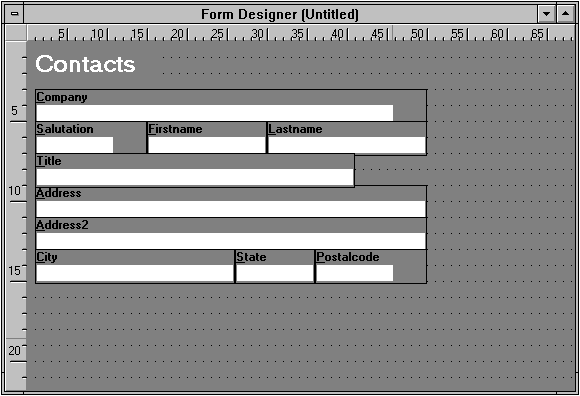 Form Designer (Untitled)
5 10 15 20 25 30 35 40 45 50 55 60 65
Contacts
Company
5
Salutation Firstname Lastname
Title
10
Address
Address2
City State Postalcode
15
20